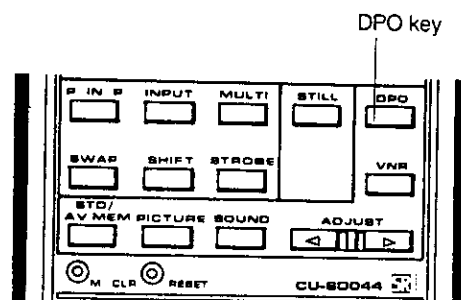 DPO key
P IN P INPUT MULTI STILL DPO
SWAP SHIFT STROBE VNR
STD/
AV MEM PICTURE SOUND ADJUST
M CLR RESET CU-SD044